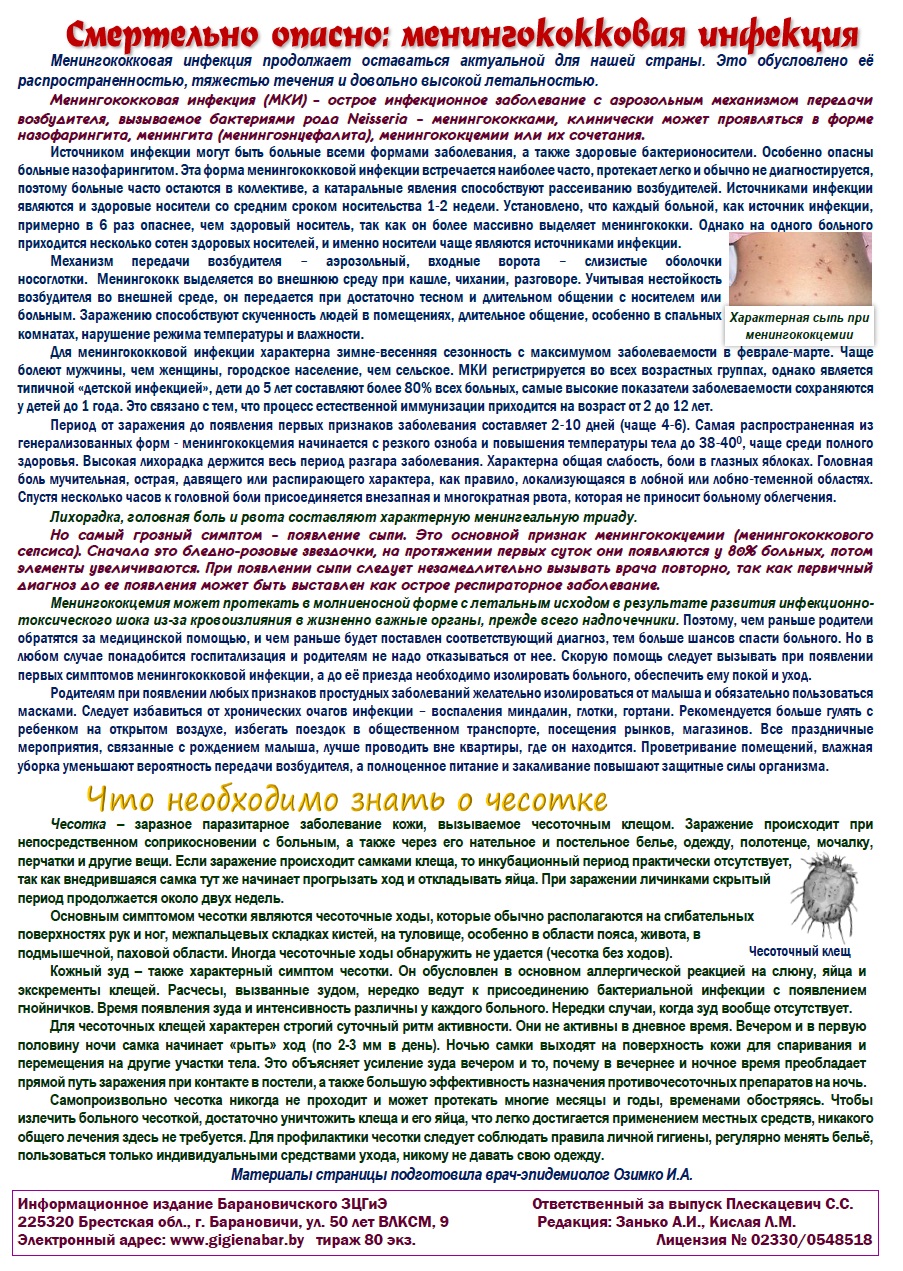 Смертельно опасно: менингококковая инфекция
Менингококковая инфекция продолжает оставаться актуальной для нашей страны. Это обусловлено её
распространенностью, тяжестью течения и довольно высокой летальностью.
Менингококковая инфекция (МКИ) – острое инфекционное заболевание с аэрозольным механизмом передачи
возбудителя, вызываемое бактериями рода Neisseria – менингококками, клинически может проявляться в форме
назофарингита, менингита (менингоэнцефалита), менингококцемии или их сочетания.
Источником инфекции могут быть больные всеми формами заболевания, а также здоровые бактерионосители. Особенно опасны
больные назофарингитом. Эта форма менингококковой инфекции встречается наиболее часто, протекает легко и обычно не диагностируется,
поэтому больные часто остаются в коллективе, а катаральные явления способствуют рассеиванию возбудителей. Источниками инфекции
являются и здоровые носители со средним сроком носительства 1-2 недели. Установлено, что каждый больной, как источник инфекции,
примерно в 6 раз опаснее, чем здоровый носитель, так как он более массивно выделяет менингококки. Однако на одного больного
приходится несколько сотен здоровых носителей, и именно носители чаще являются источниками инфекции.
Механизм передачи возбудителя – аэрозольный, входные ворота – слизистые оболочки
носоглотки. Менингококк выделяется во внешнюю среду при кашле, чихании, разговоре. Учитывая нестойкость
возбудителя во внешней среде, он передается при достаточно тесном и длительном общении с носителем или
больным. Заражению способствуют скученность людей в помещениях, длительное общение, особенно в спальных
комнатах, нарушение режима температуры и влажности.
Характерная сыпь при
менингококцемии
Для менингококковой инфекции характерна зимне-весенняя сезонность с максимумом заболеваемости в феврале-марте. Чаще
болеют мужчины, чем женщины, городское население, чем сельское. МКИ регистрируется во всех возрастных группах, однако является
типичной «детской инфекцией», дети до 5 лет составляют более 80% всех больных, самые высокие показатели заболеваемости сохраняются
у детей до 1 года. Это связано с тем, что процесс естественной иммунизации приходится на возраст от 2 до 12 лет.
Период от заражения до появления первых признаков заболевания составляет 2-10 дней (чаще 4-6). Самая распространенная из
генерализованных форм - менингококцемия начинается с резкого озноба и повышения температуры тела до 38-40⁰, чаще среди полного
здоровья. Высокая лихорадка держится весь период разгара заболевания. Характерна общая слабость, боли в глазных яблоках. Головная
боль мучительная, острая, давящего или распирающего характера, как правило, локализующаяся в лобной или лобно-теменной областях.
Спустя несколько часов к головной боли присоединяется внезапная и многократная рвота, которая не приносит больному облегчения.
Лихорадка, головная боль и рвота составляют характерную менингеальную триаду.
Но самый грозный симптом – появление сыпи. Это основной признак менингококцемии (менингококкового
сепсиса). Сначала это бледно-розовые звездочки, на протяжении первых суток они появляются у 80% больных, потом
элементы увеличиваются. При появлении сыпи следует незамедлительно вызывать врача повторно, так как первичный
диагноз до ее появления может быть выставлен как острое респираторное заболевание.
Менингококцемия может протекать в молниеносной форме с летальным исходом в результате развития инфекционно-
токсического шока из-за кровоизлияния в жизненно важные органы, прежде всего надпочечники. Поэтому, чем раньше родители
обратятся за медицинской помощью, и чем раньше будет поставлен соответствующий диагноз, тем больше шансов спасти больного. Но в
любом случае понадобится госпитализация и родителям не надо отказываться от нее. Скорую помощь следует вызывать при появлении
первых симптомов менингококковой инфекции, а до её приезда необходимо изолировать больного, обеспечить ему покой и уход.
Родителям при появлении любых признаков простудных заболеваний желательно изолироваться от малыша и обязательно пользоваться
масками. Следует избавиться от хронических очагов инфекции – воспаления миндалин, глотки, гортани. Рекомендуется больше гулять с
ребенком на открытом воздухе, избегать поездок в общественном транспорте, посещения рынков, магазинов. Все праздничные
мероприятия, связанные с рождением малыша, лучше проводить вне квартиры, где он находится. Проветривание помещений, влажная
уборка уменьшают вероятность передачи возбудителя, а полноценное питание и закаливание повышают защитные силы организма.
Что необходимо знать о чесотке
Чесотка – заразное паразитарное заболевание кожи, вызываемое чесоточным клещом. Заражение происходит при
непосредственном соприкосновении с больным, а также через его нательное и постельное белье, одежду, полотенце, мочалку,
перчатки и другие вещи. Если заражение происходит самками клеща, то инкубационный период практически отсутствует,
так как внедрившаяся самка тут же начинает прогрызать ход и откладывать яйца. При заражении личинками скрытый
период продолжается около двух недель.
Основным симптомом чесотки являются чесоточные ходы, которые обычно располагаются на сгибательных
поверхностях рук и ног, межпальцевых складках кистей, на туловище, особенно в области пояса, живота, в
подмышечной, паховой области. Иногда чесоточные ходы обнаружить не удается (чесотка без ходов).
Чесоточный клещ
Кожный зуд – также характерный симптом чесотки. Он обусловлен в основном аллергической реакцией на слюну, яйца и
экскременты клещей. Расчесы, вызванные зудом, нередко ведут к присоединению бактериальной инфекции с появлением
гнойничков. Время появления зуда и интенсивность различны у каждого больного. Нередки случаи, когда зуд вообще отсутствует.
Для чесоточных клещей характерен строгий суточный ритм активности. Они не активны в дневное время. Вечером и в первую
половину ночи самка начинает «рыть» ход (по 2-3 мм в день). Ночью самки выходят на поверхность кожи для спаривания и
перемещения на другие участки тела. Это объясняет усиление зуда вечером и то, почему в вечернее и ночное время преобладает
прямой путь заражения при контакте в постели, а также большую эффективность назначения противочесоточных препаратов на ночь.
Самопроизвольно чесотка никогда не проходит и может протекать многие месяцы и годы, временами обостряясь. Чтобы
излечить больного чесоткой, достаточно уничтожить клеща и его яйца, что легко достигается применением местных средств, никакого
общего лечения здесь не требуется. Для профилактики чесотки следует соблюдать правила личной гигиены, регулярно менять бельё,
пользоваться только индивидуальными средствами ухода, никому не давать свою одежду.
Материалы страницы подготовила врач-эпидемиолог Озимко И.А.
Информационное издание Барановичского ЗЦГиЭ Ответственный за выпуск Плескацевич С.С.
225320 Брестская обл., г. Барановичи, ул. 50 лет ВЛКСМ, 9 Редакция: Занько А.И., Кислая Л.М.
Электронный адрес: www.gigienabar.by тираж 80 экз. Лицензия № 02330/0548518